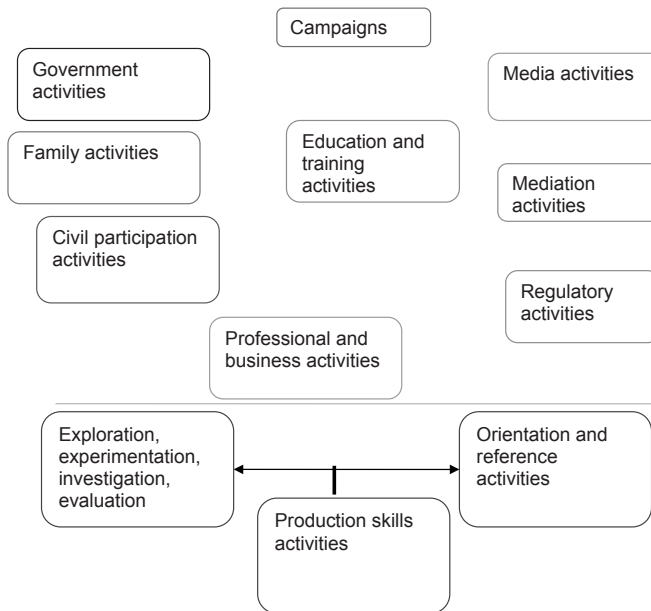 Campaigns
Government
activities
Media activities
Family activities
Education and
training
activities
Mediation
activities
Civil participation
activities
Regulatory
activities
Professional and
business activities
Exploration,
experimentation,
investigation,
evaluation
Orientation and
reference
activities
Production skills
activities